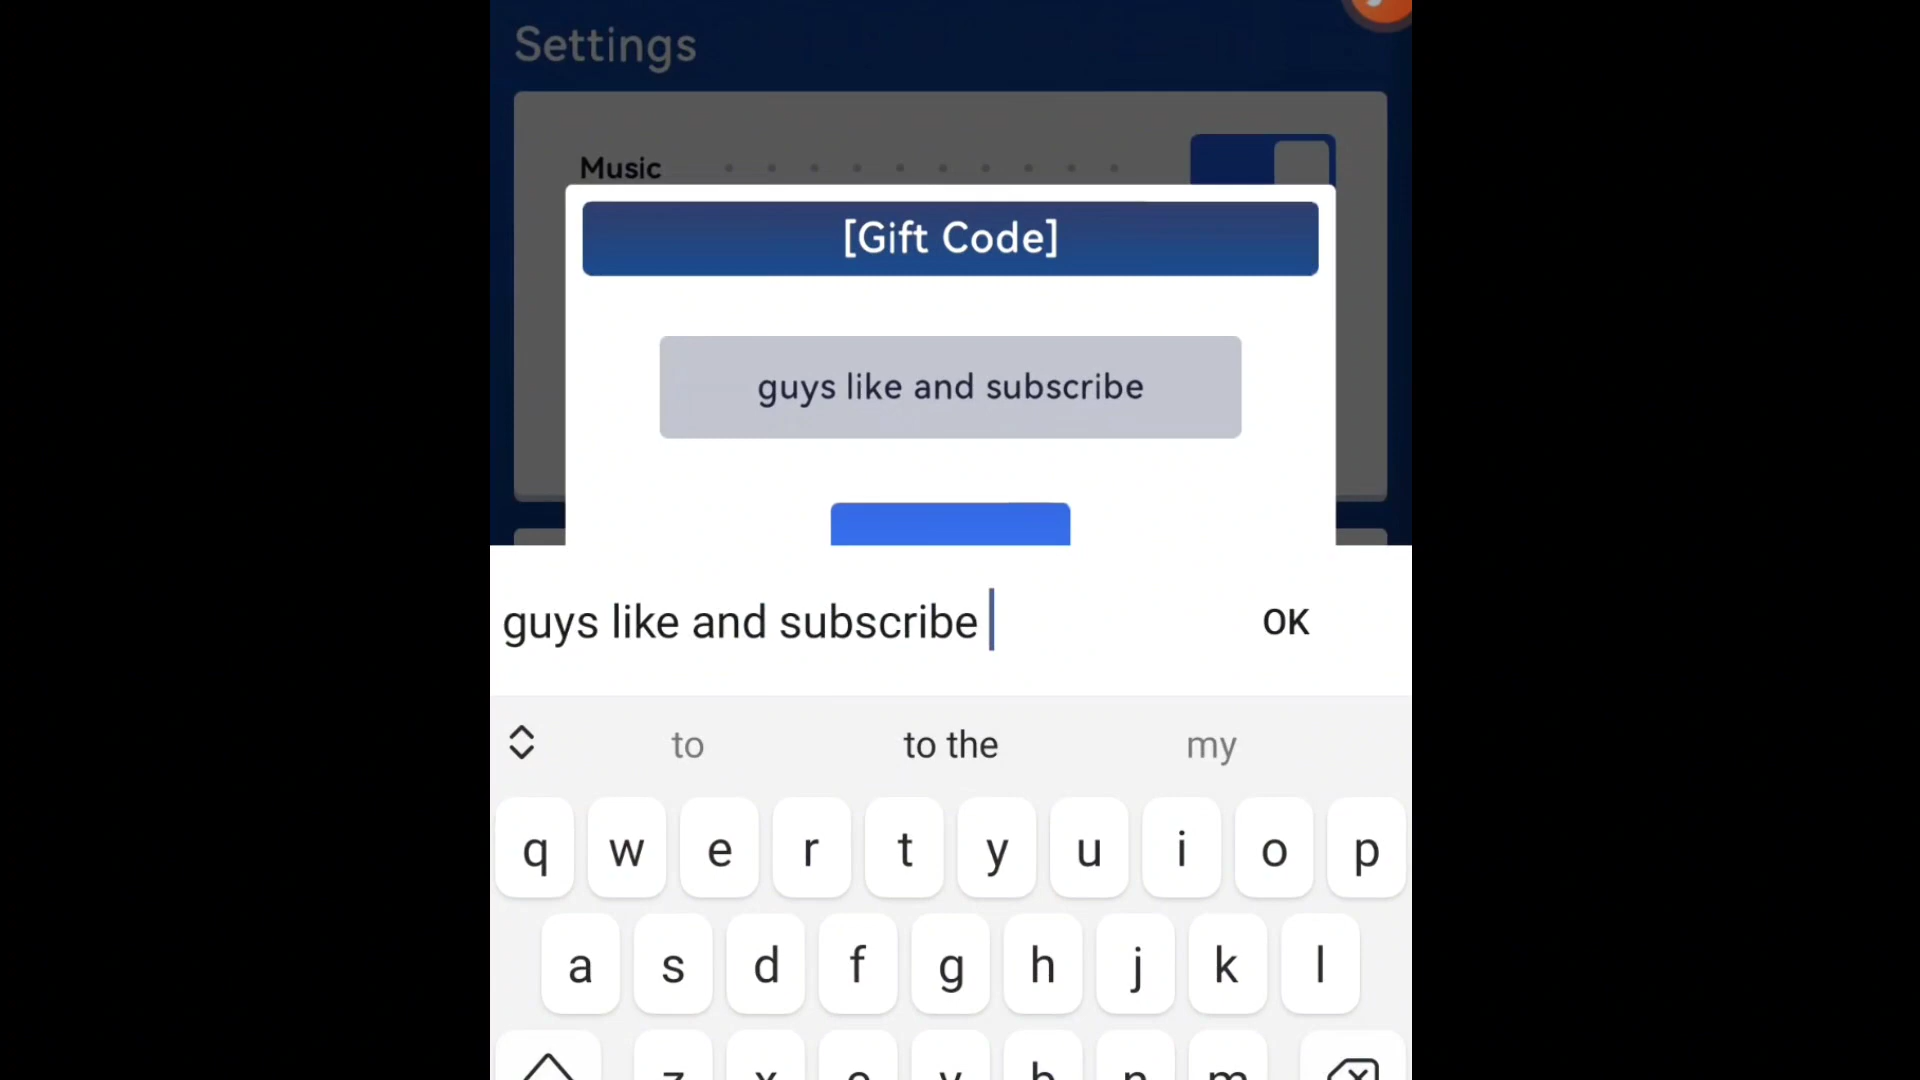 Settings
Music
[Gift Code]
guys like and subscribe
guys like and subscribe
OK
to to the my
q w e r t y u i o p
a s d f g h j k l
z x c v b n m